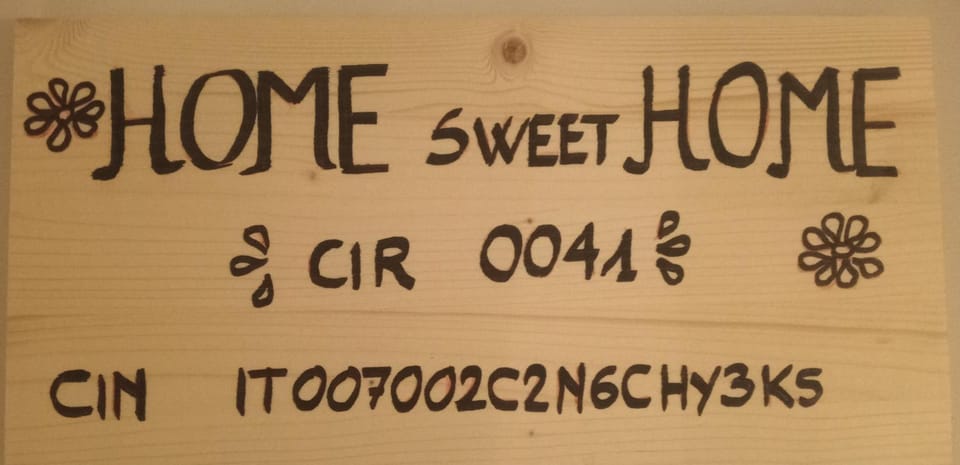 HOME SWEET HOME
CIR 0041
CIN IT007002C2N6CHY3K5